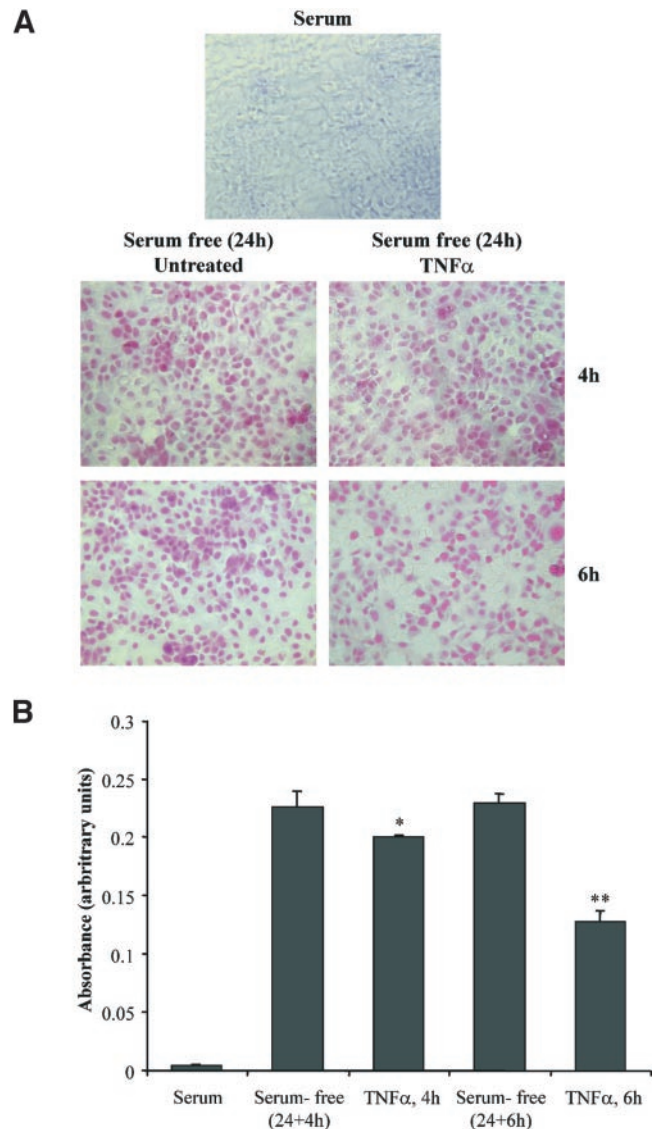 A
Serum
Serum free (24h) Serum free (24h)
Untreated TNFα
4h
6h
B
Absorbance (arbritrary units)
0.3
0.25
0.2
0.15
0.1
0.05
0
*
**
Serum Serum- free TNFα, 4h Serum- free TNFα, 6h
(24+4h) (24+6h)